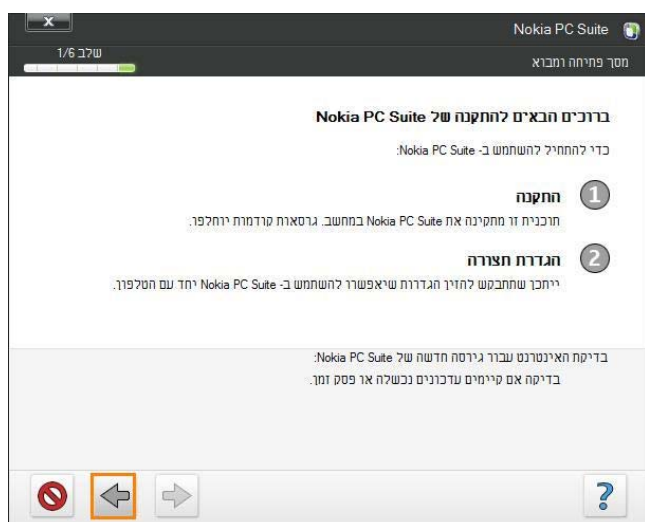 x
Nokia PC Suite
שלב 1/6
מסך פתיחה ומבוא
ברוכים הבאים להתקנה של Nokia PC Suite
כדי להתחיל להשתמש ב- Nokia PC Suite:
1 התקנה
תוכנית זו מתקינה את Nokia PC Suite במחשב. גרסאות קודמות יוחלפו.
2 הגדרת תצורה
ייתכן שתתבקש להזין הגדרות שיאפשרו להשתמש ב- Nokia PC Suite יחד עם הטלפון.
בדיקת האינטרנט עבור גירסה חדשה של Nokia PC Suite:
בדיקה אם קיימים עדכונים נכשלה או פסק זמן.
?